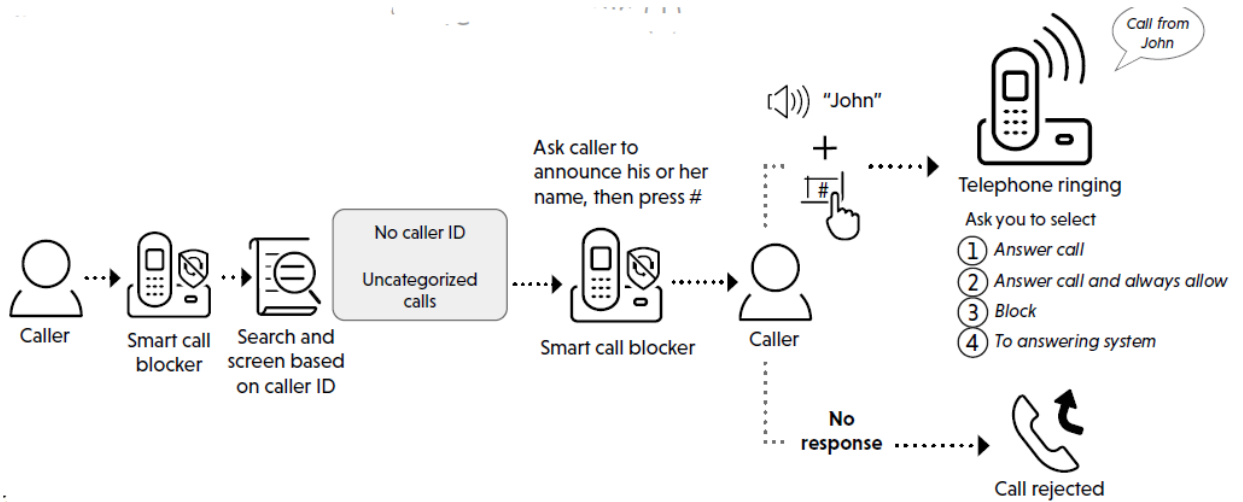 Call from
John
"John"
+
#
Telephone ringing
Ask you to select
1 Answer call
2 Answer call and always allow
3 Block
4 To answering system
Ask caller to
announce his or her
name, then press #
No caller ID
Uncategorized
calls
Caller
Smart call
blocker
Search and
screen based
on caller ID
Smart call blocker
Caller
No
response
Call rejected